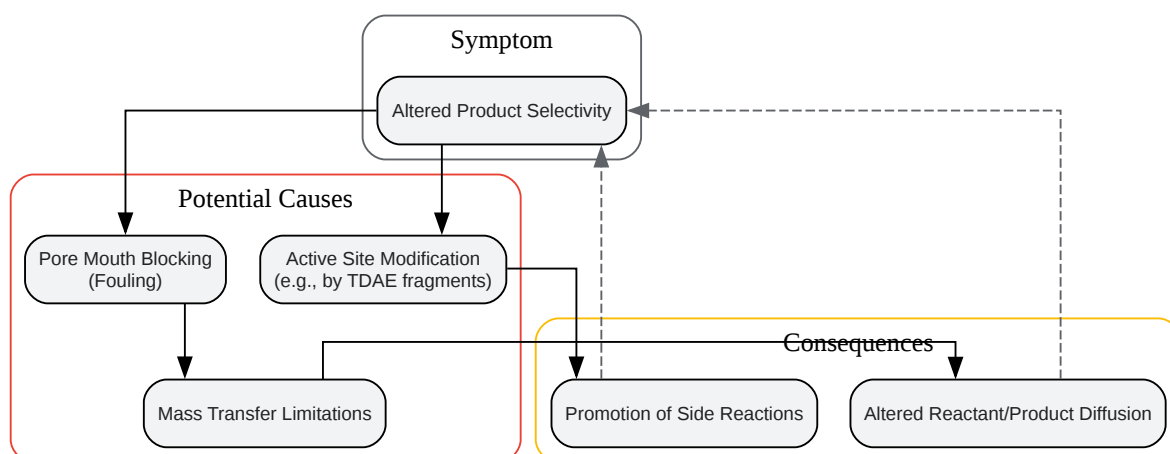 Symptom
Altered Product Selectivity
Potential Causes
Pore Mouth Blocking
(Fouling)
Active Site Modification
(e.g., by TDAE fragments)
Mass Transfer Limitations
Consequences
Promotion of Side Reactions
Altered Reactant/Product Diffusion